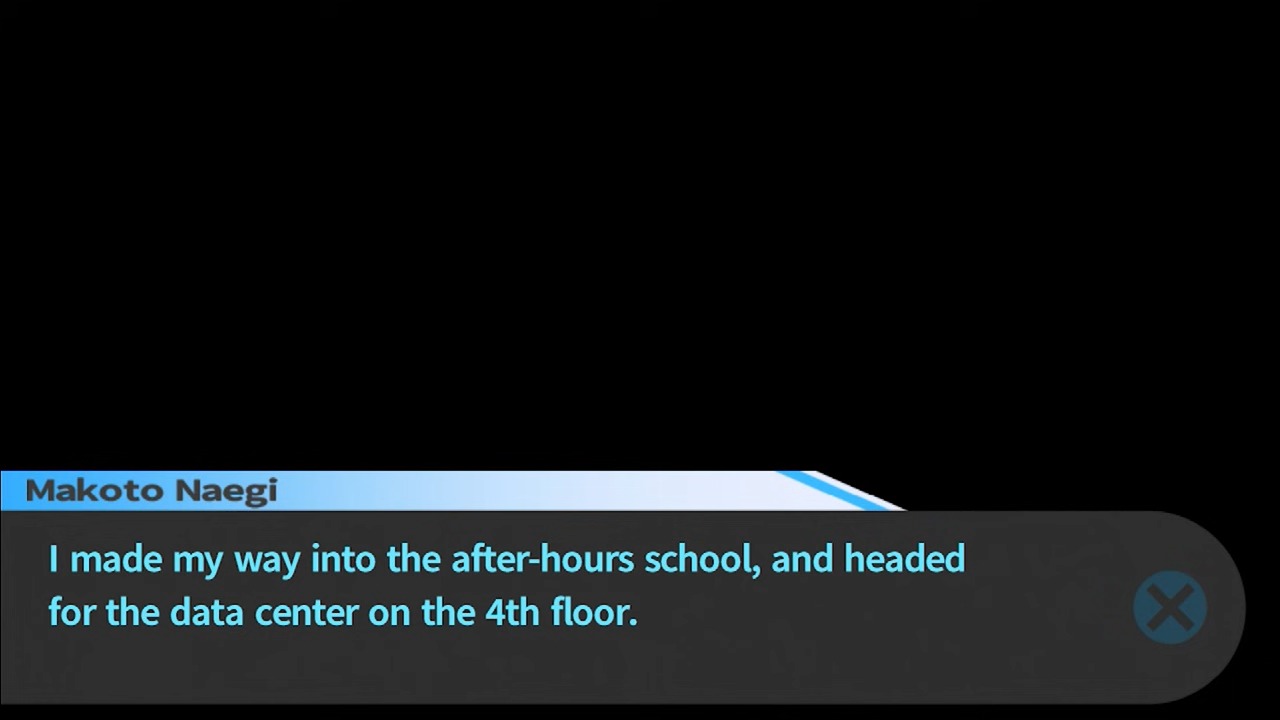 Makoto Naegi
I made my way into the after-hours school, and headed
for the data center on the 4th floor.